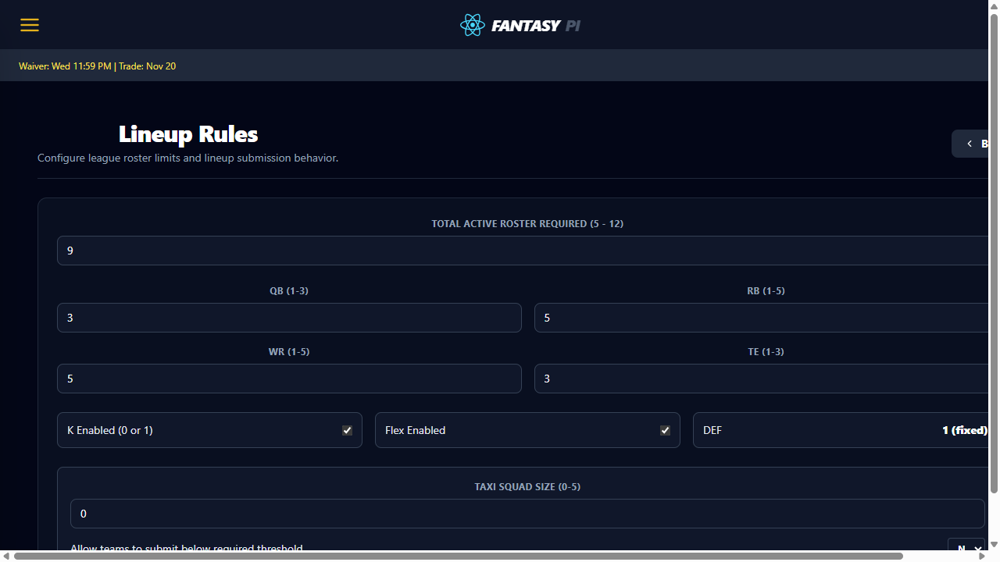 FANTASY PI
Waiver: Wed 11:59 PM | Trade: Nov 20
Lineup Rules
Configure league roster limits and lineup submission behavior.
B
TOTAL ACTIVE ROSTER REQUIRED (5 - 12)
9
QB (1-3)
RB (1-5)
3
5
WR (1-5)
TE (1-3)
5
3
K Enabled (0 or 1)
Flex Enabled
DEF
1 (fixed)
TAXI SQUAD SIZE (0-5)
0
Allow teams to submit below required threshold
N